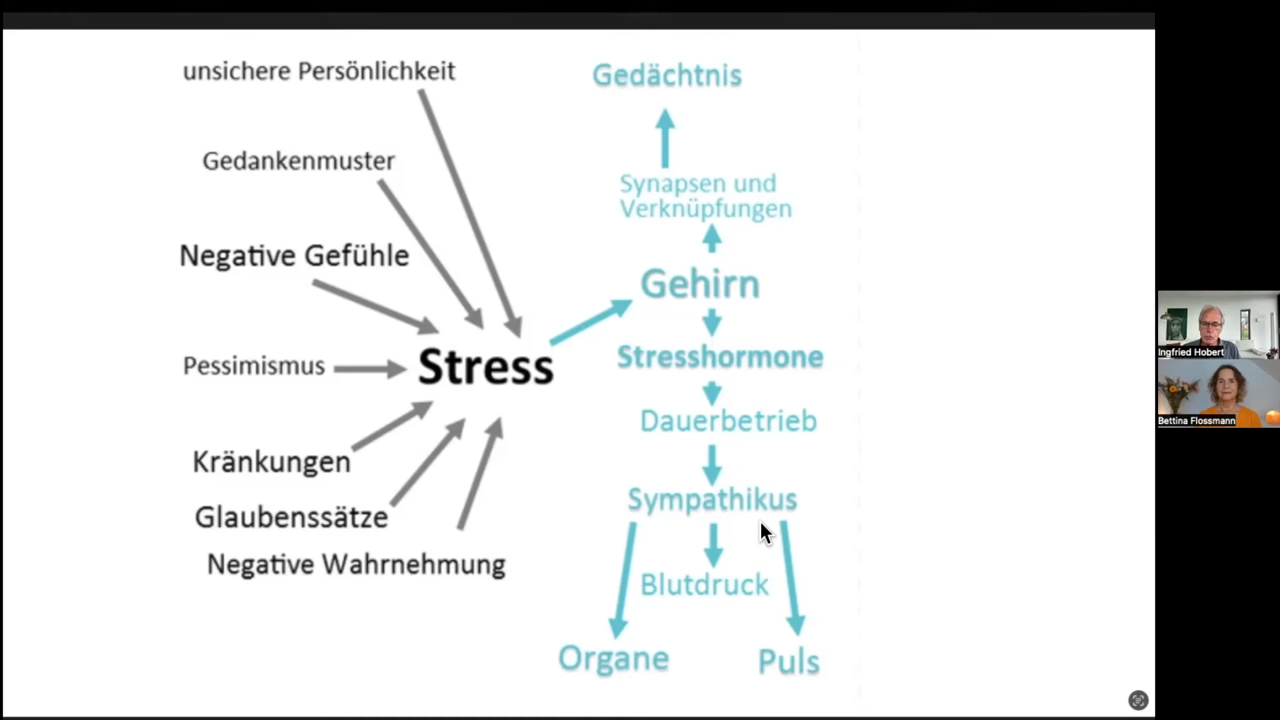 unsichere Persönlichkeit
Gedankenmuster
Negative Gefühle
Pessimismus
Stress
Kränkungen
Glaubenssätze
Negative Wahrnehmung
Gedächtnis
Synapsen und
Verknüpfungen
Gehirn
Stresshormone
Dauerbetrieb
Sympathikus
Blutdruck
Organe
Puls
Ingfried Hobert
Bettina Flossmann